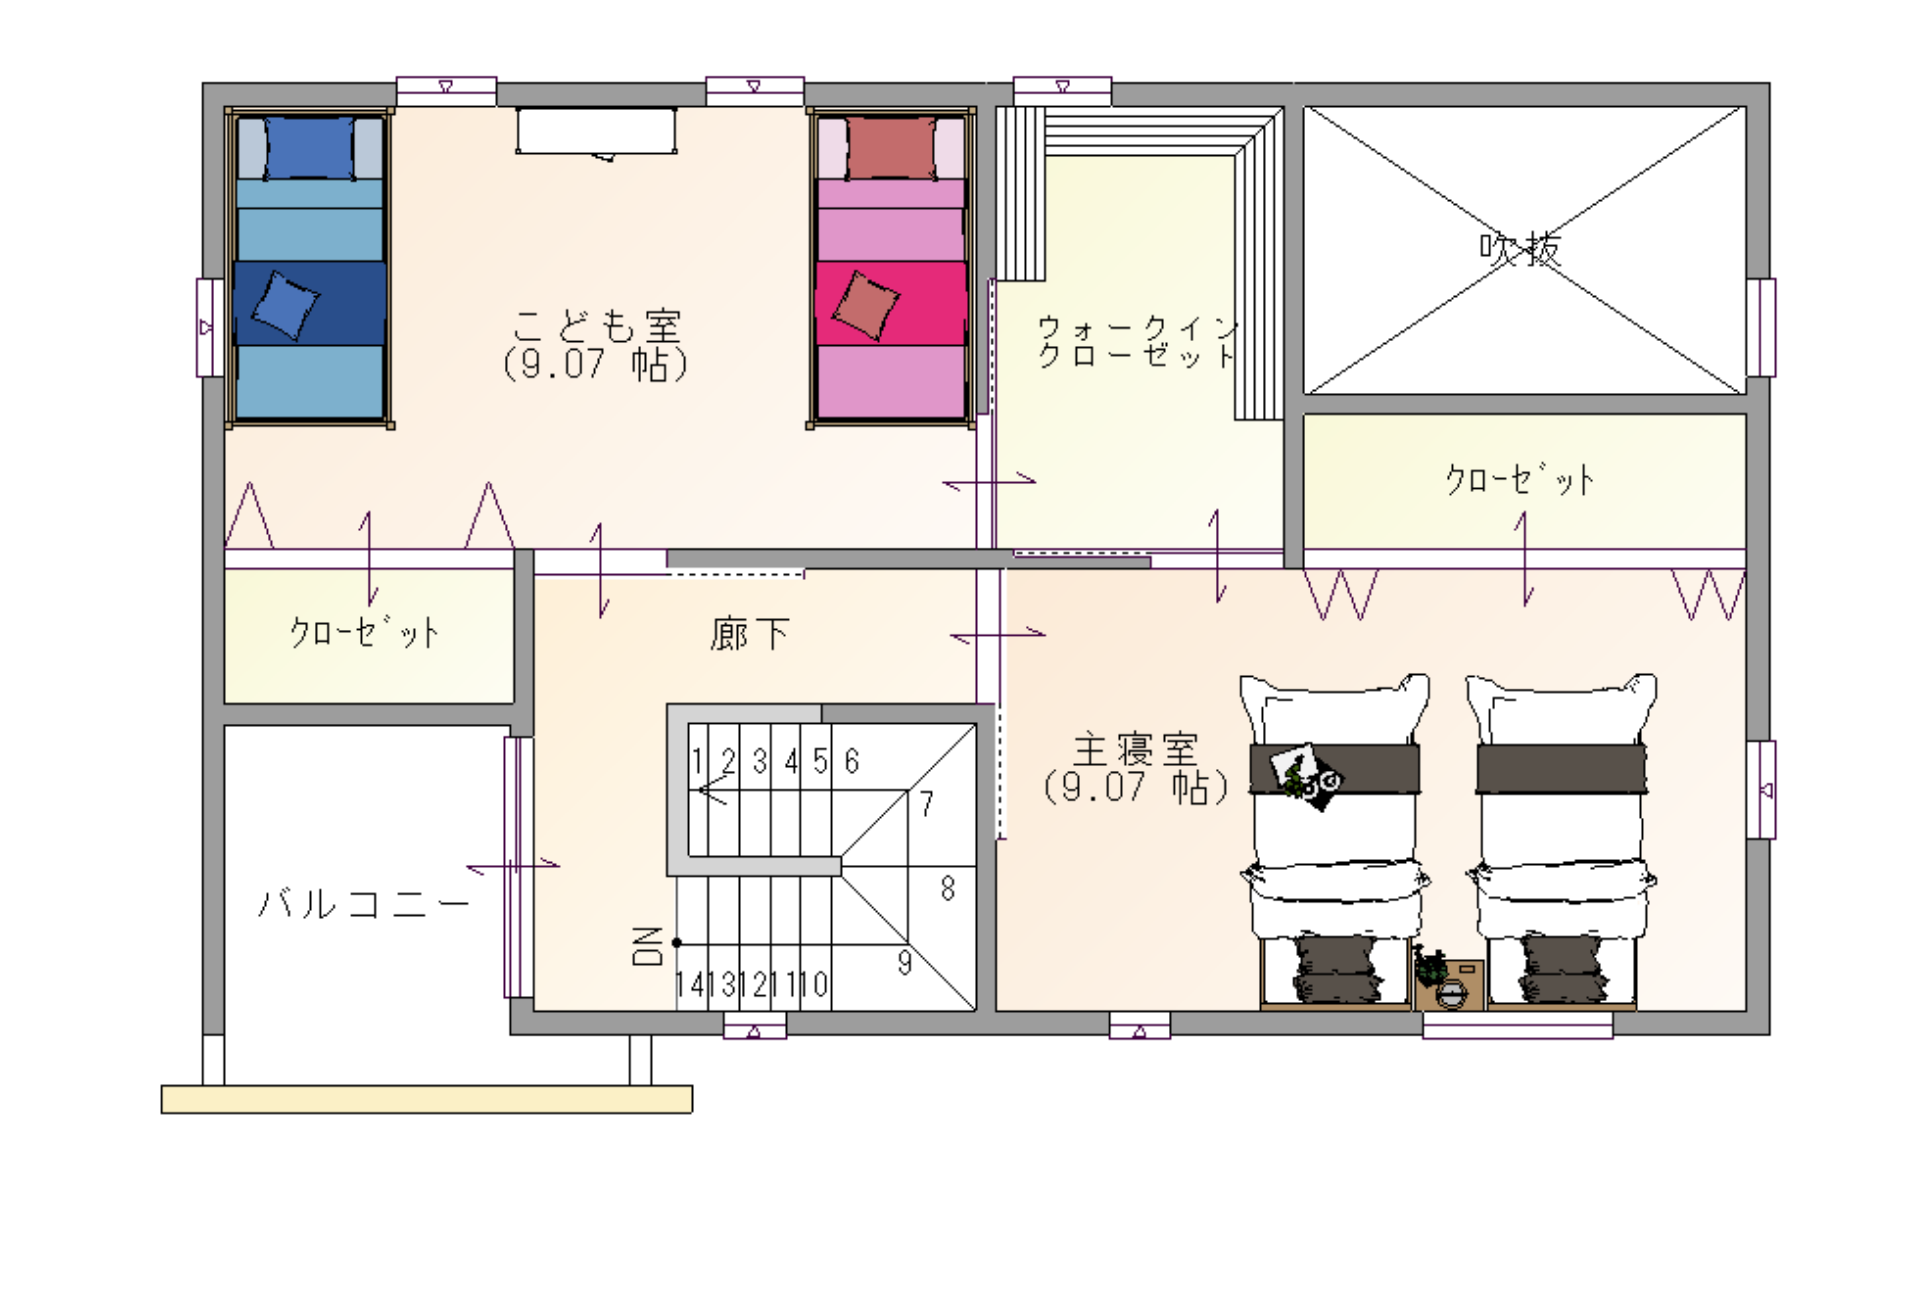 吹抜
こども室
(9.07 帖)
ウォークイン
クローゼット
クローゼット
クローゼット
廊下
主寝室
(9.07 帖)
1 2 3 4 5 6
7
8
9
バルコニー
DN
14 13 12 11 10